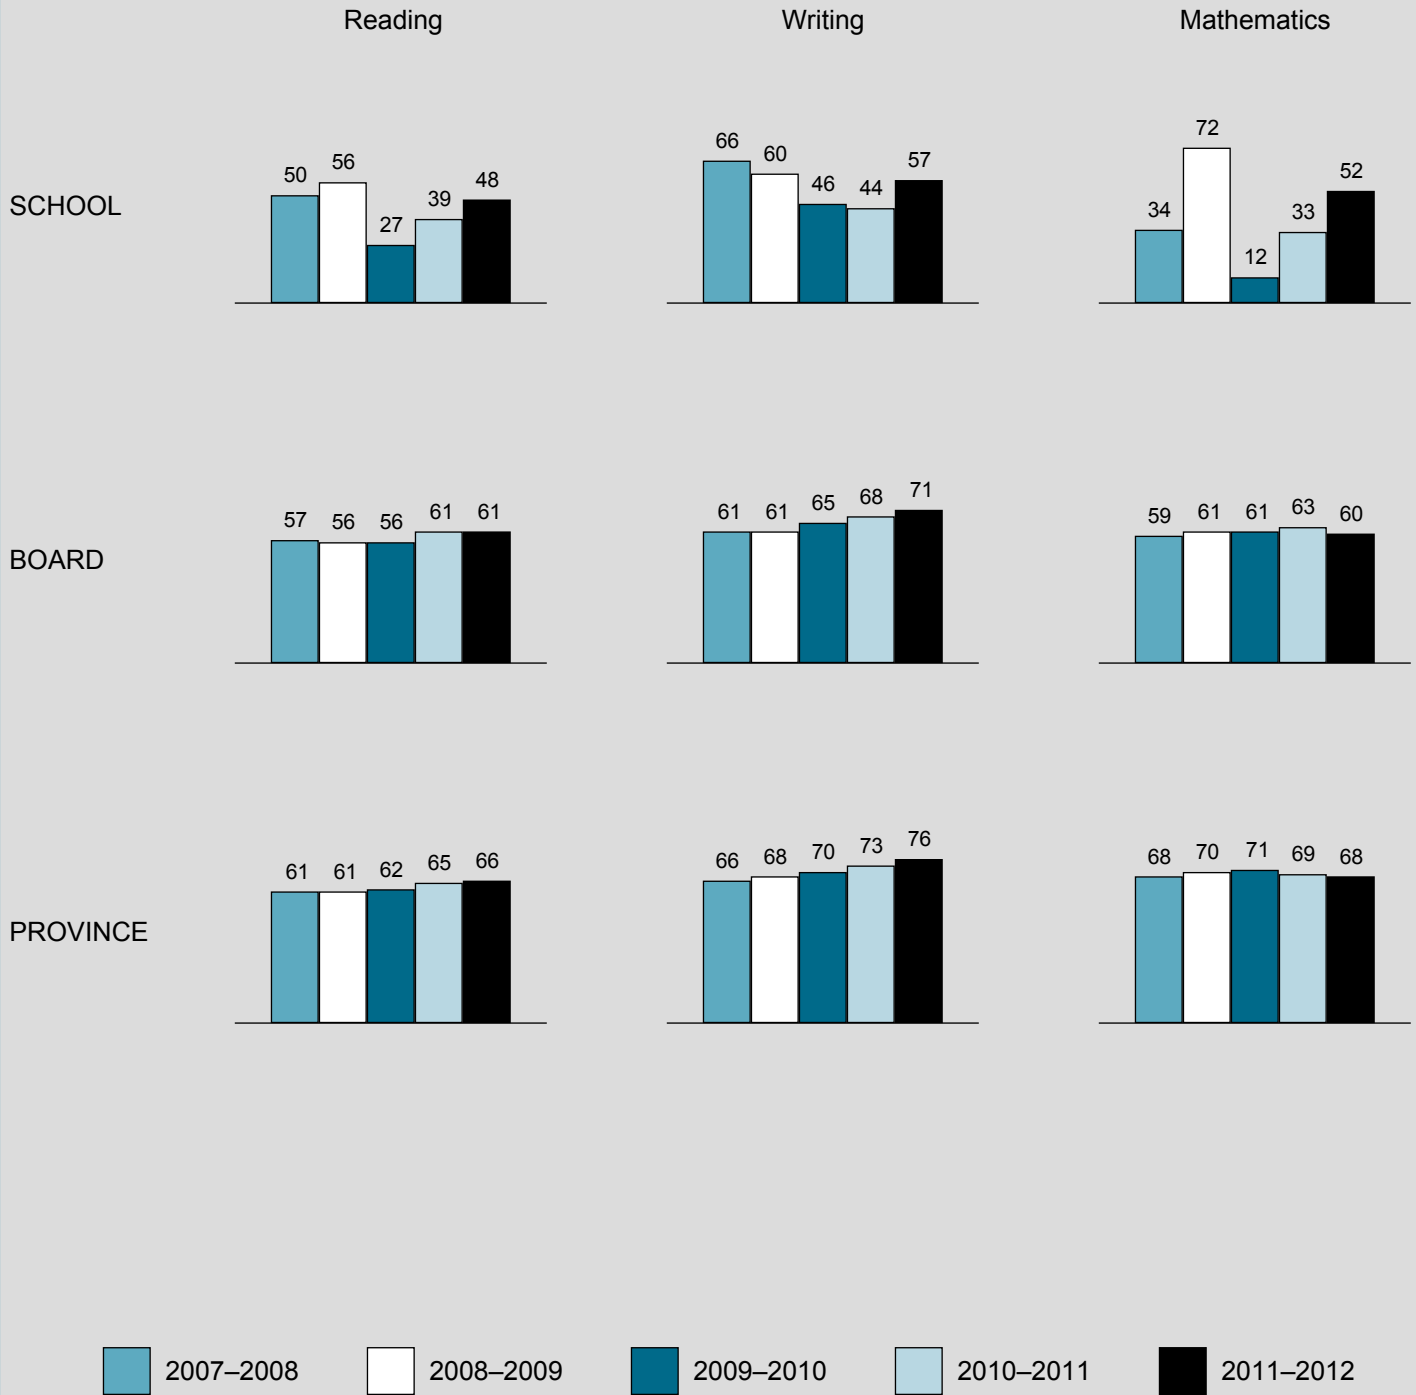 Reading Writing Mathematics
SCHOOL
50 56 27 39 48
66 60 46 44 57
34 72 12 33 52
BOARD
57 56 56 61 61
61 61 65 68 71
59 61 61 63 60
PROVINCE
61 61 62 65 66
66 68 70 73 76
68 70 71 69 68
2007–2008 2008–2009 2009–2010 2010–2011 2011–2012